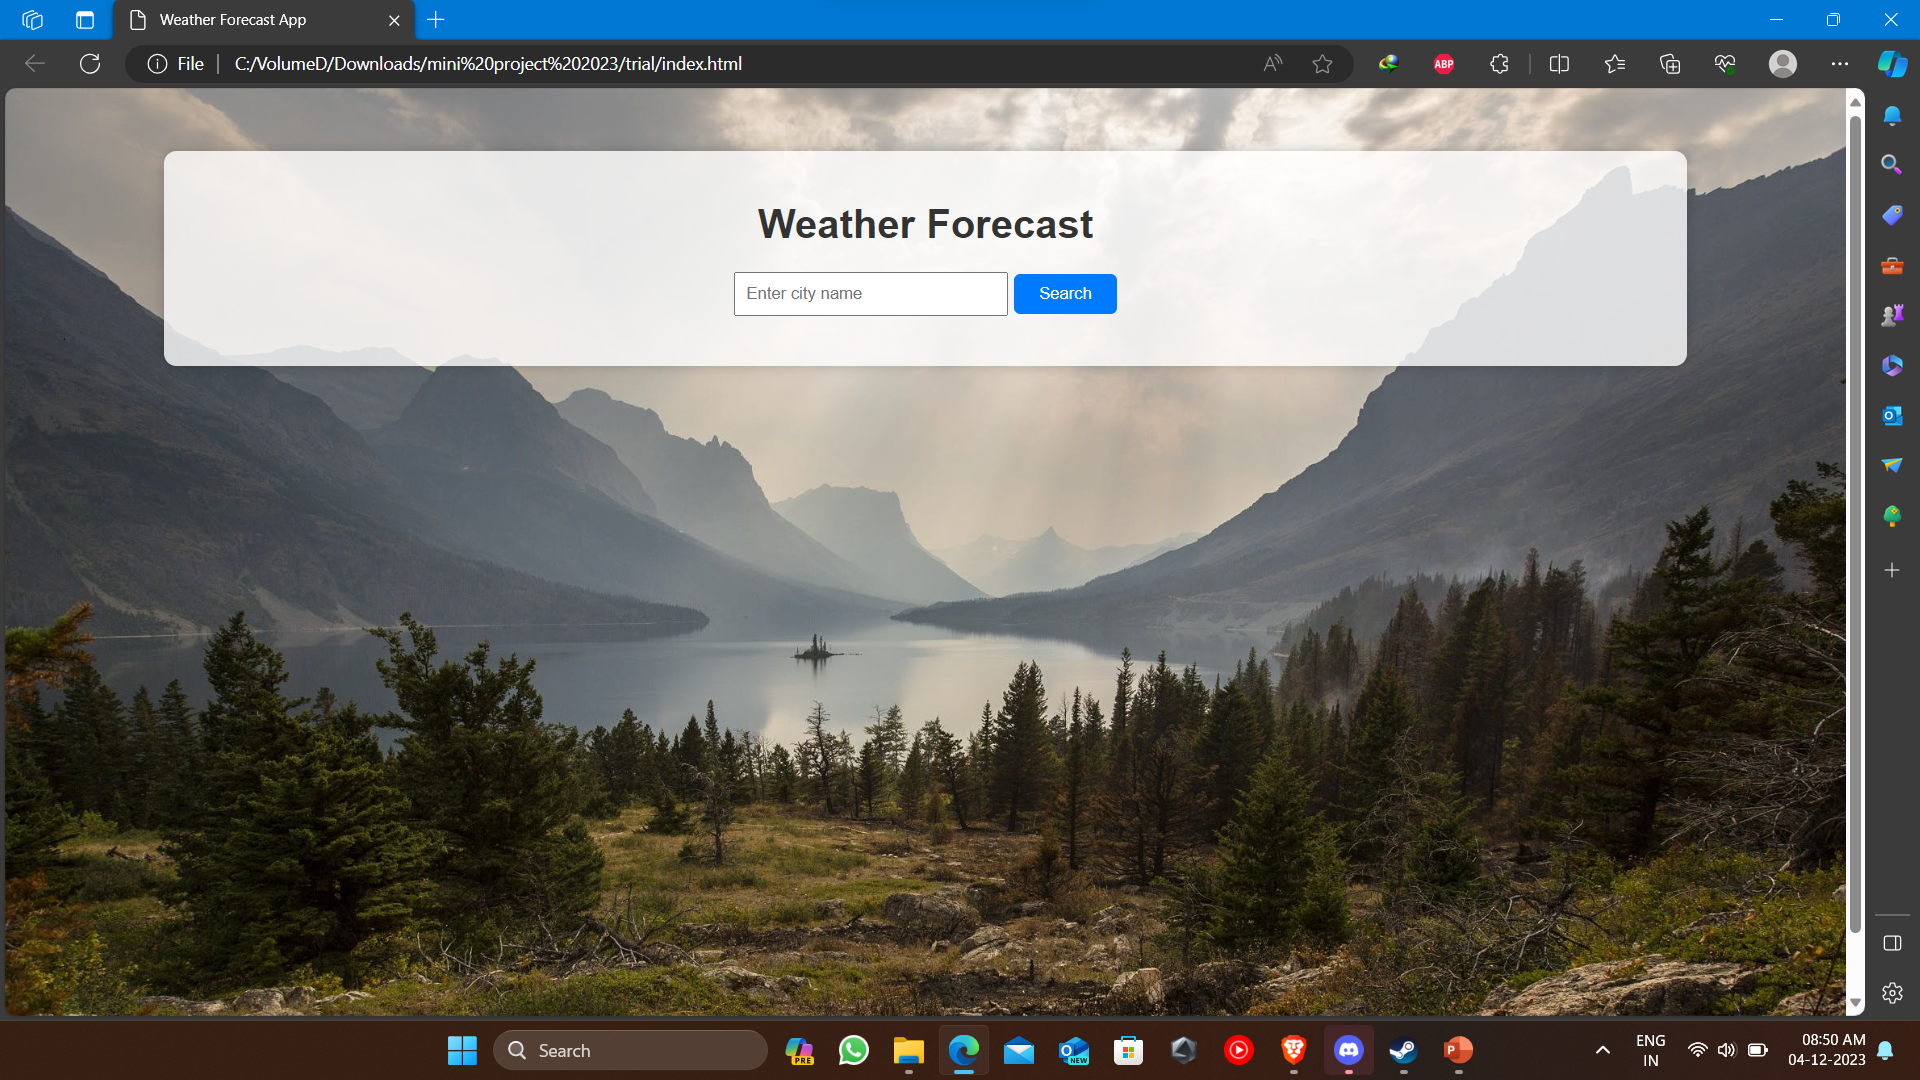 Weather Forecast App
File
C:/VolumeD/Downloads/mini%20project%202023/trial/index.html
ABP
Weather Forecast
Enter city name
Search
Search
PRE
NEW
ENG
IN
08:50 AM
04-12-2023